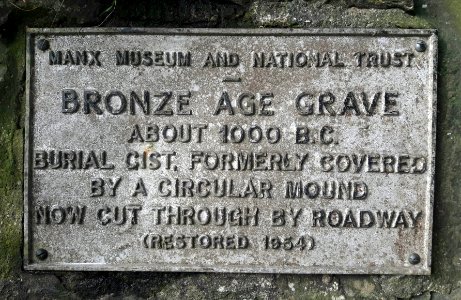 MANX MUSEUM AND NATIONAL TRUST
—
BRONZE AGE GRAVE
ABOUT 1000 B.C.
BURIAL CIST, FORMERLY COVERED
BY A CIRCULAR MOUND
NOW CUT THROUGH BY ROADWAY
(RESTORED 1954)